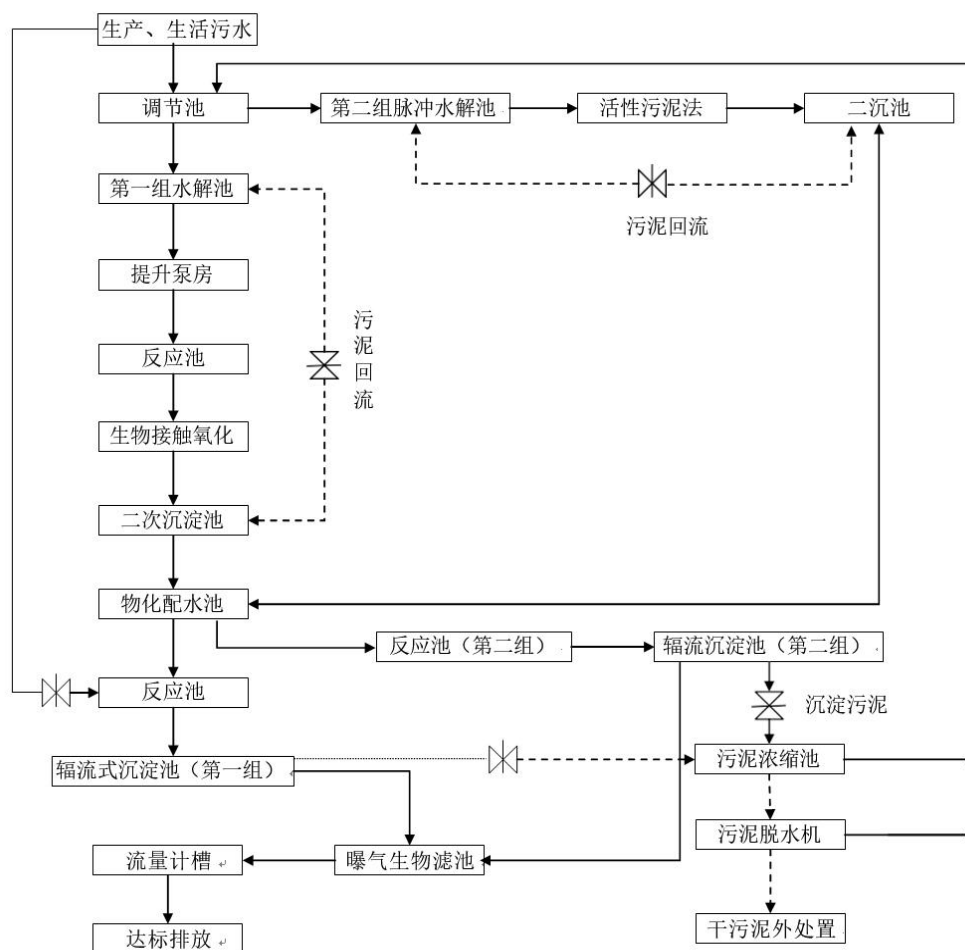 生产、生活污水
调节池
第二组脉冲水解池
活性污泥法
二沉池
第一组水解池
污泥回流
提升泵房
污
泥
回
流
反应池
生物接触氧化
二次沉淀池
物化配水池
反应池（第二组）
辐流沉淀池（第二组）
反应池
沉淀污泥
辐流式沉淀池（第一组）
污泥浓缩池
污泥脱水机
流量计槽
曝气生物滤池
达标排放
干污泥外处置